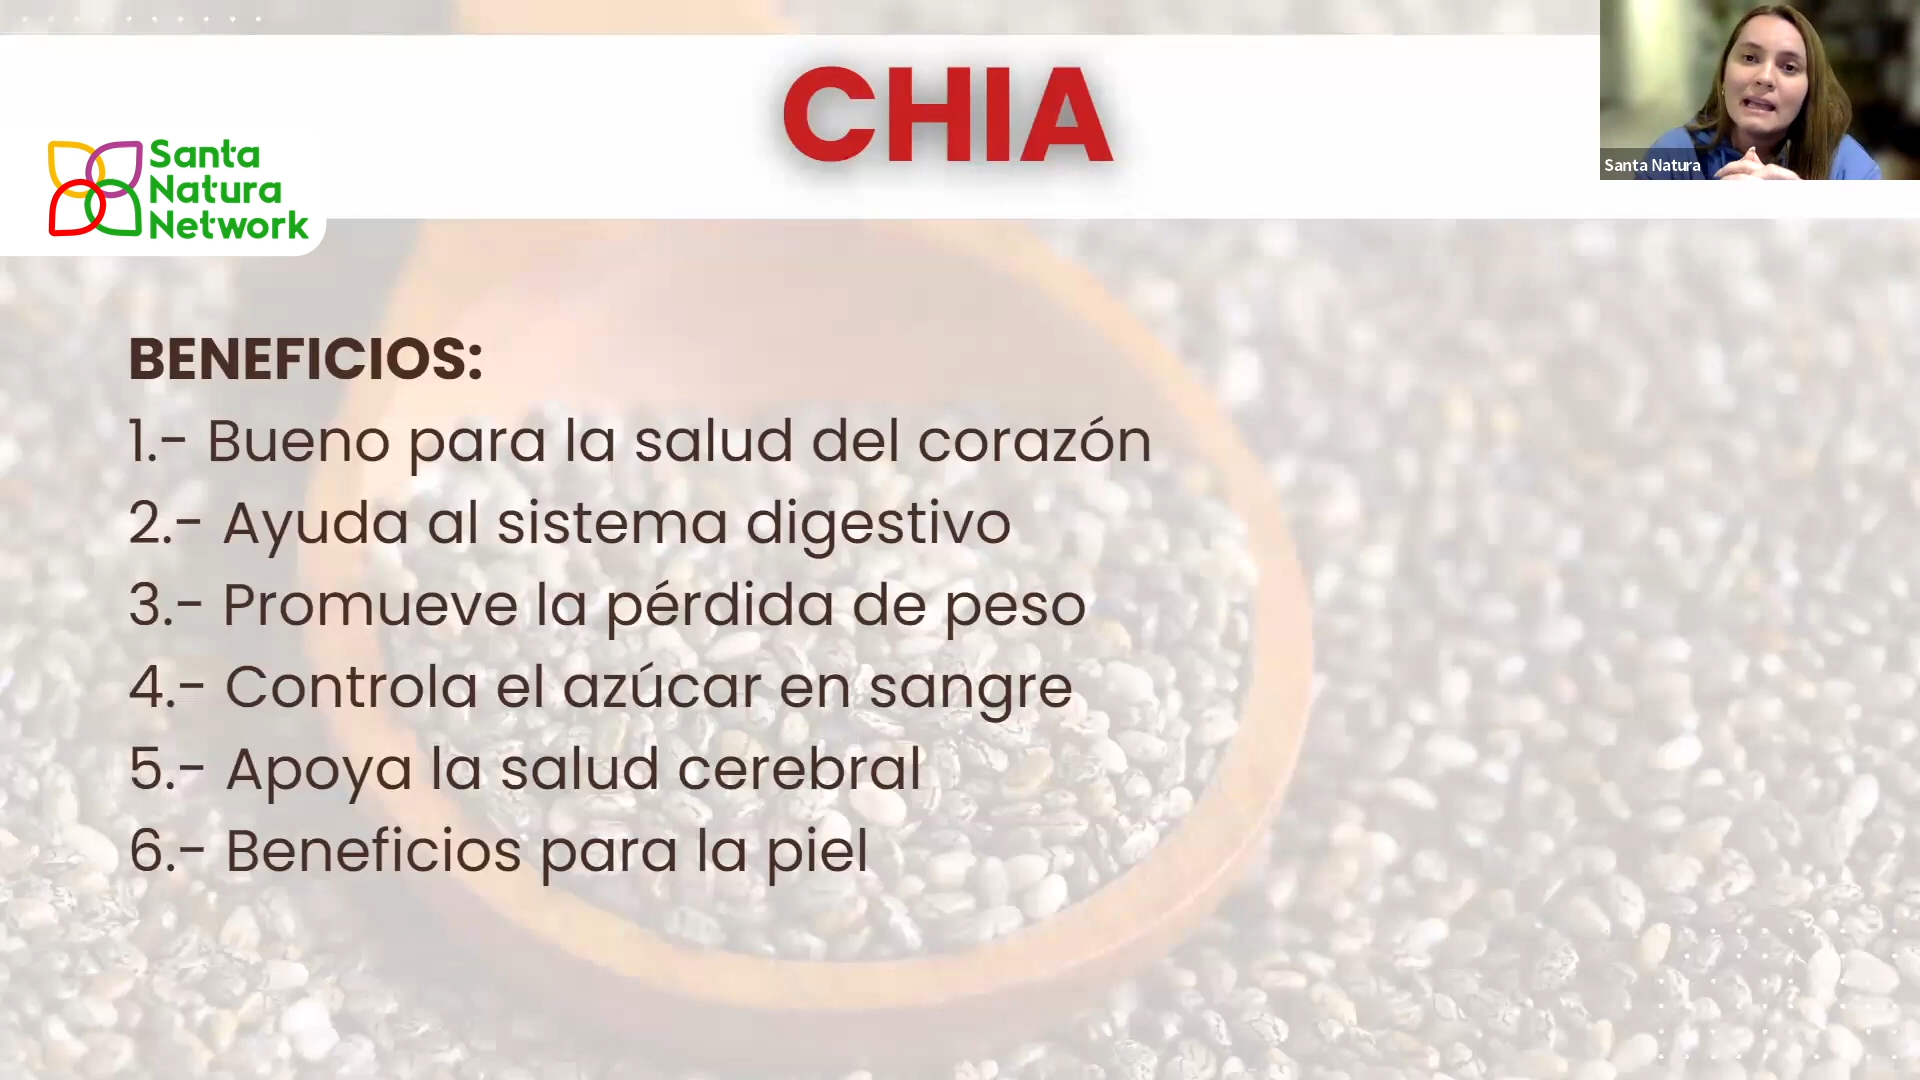 CHIA
Santa
Natura
Network
Santa Natura
BENEFICIOS:
1.- Bueno para la salud del corazón
2.- Ayuda al sistema digestivo
3.- Promueve la pérdida de peso
4.- Controla el azúcar en sangre
5.- Apoya la salud cerebral
6.- Beneficios para la piel